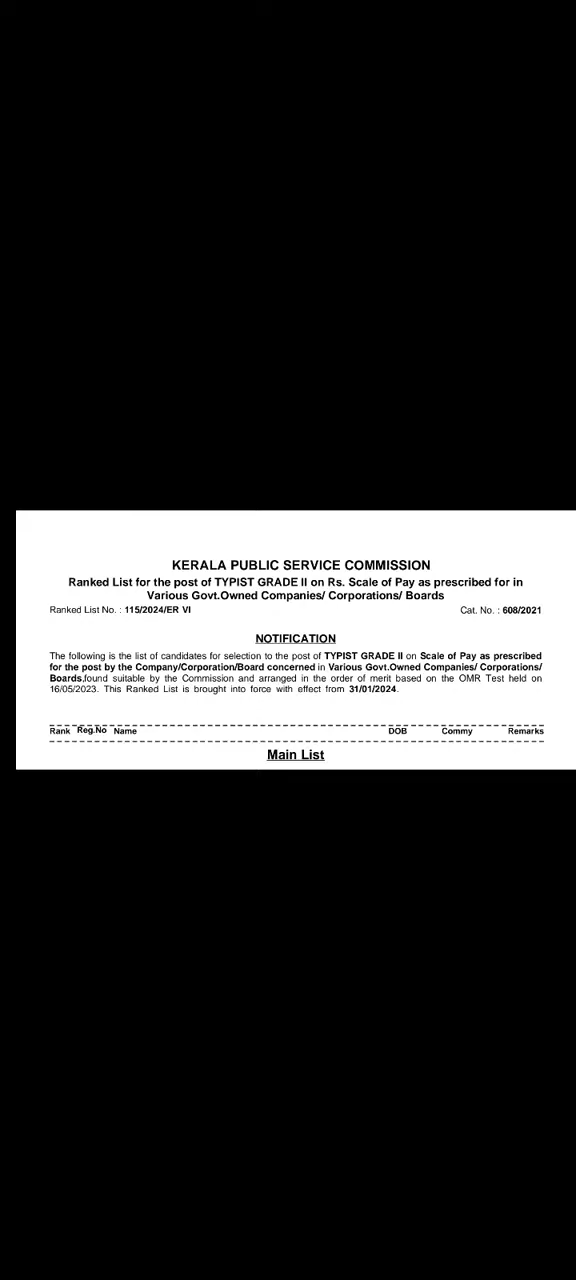 KERALA PUBLIC SERVICE COMMISSION
Ranked List for the post of TYPIST GRADE II on Rs. Scale of Pay as prescribed for in
Various Govt.Owned Companies/ Corporations/ Boards
Ranked List No. : 115/2024/ER VI Cat. No. : 608/2021
NOTIFICATION
The following is the list of candidates for selection to the post of TYPIST GRADE II on Scale of Pay as prescribed
for the post by the Company/Corporation/Board concerned in Various Govt.Owned Companies/ Corporations/
Boards,found suitable by the Commission and arranged in the order of merit based on the OMR Test held on
16/05/2023. This Ranked List is brought into force with effect from 31/01/2024.
Rank Reg.No Name DOB Commy Remarks
Main List